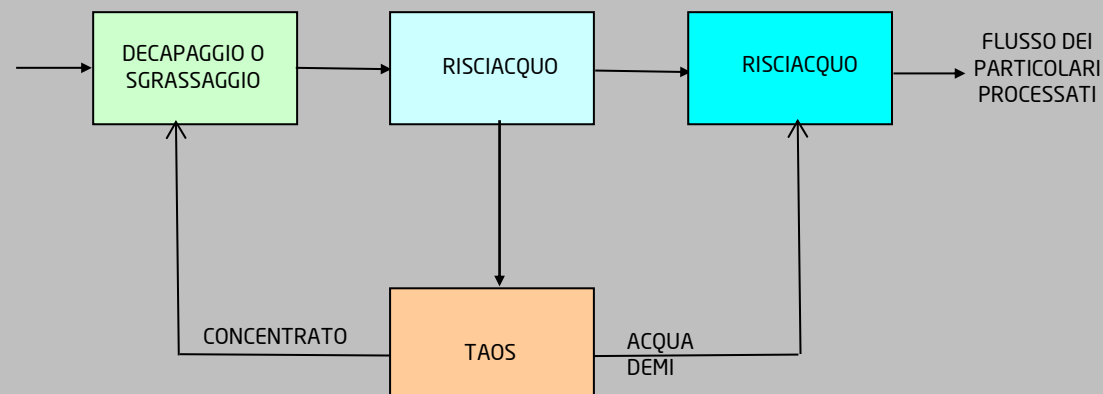 DECAPAGGIO O
SGRASSAGGIO
RISCIACQUO
RISCIACQUO
FLUSSO DEI
PARTICOLARI
PROCESSATI
CONCENTRATO
TAOS
ACQUA
DEMI